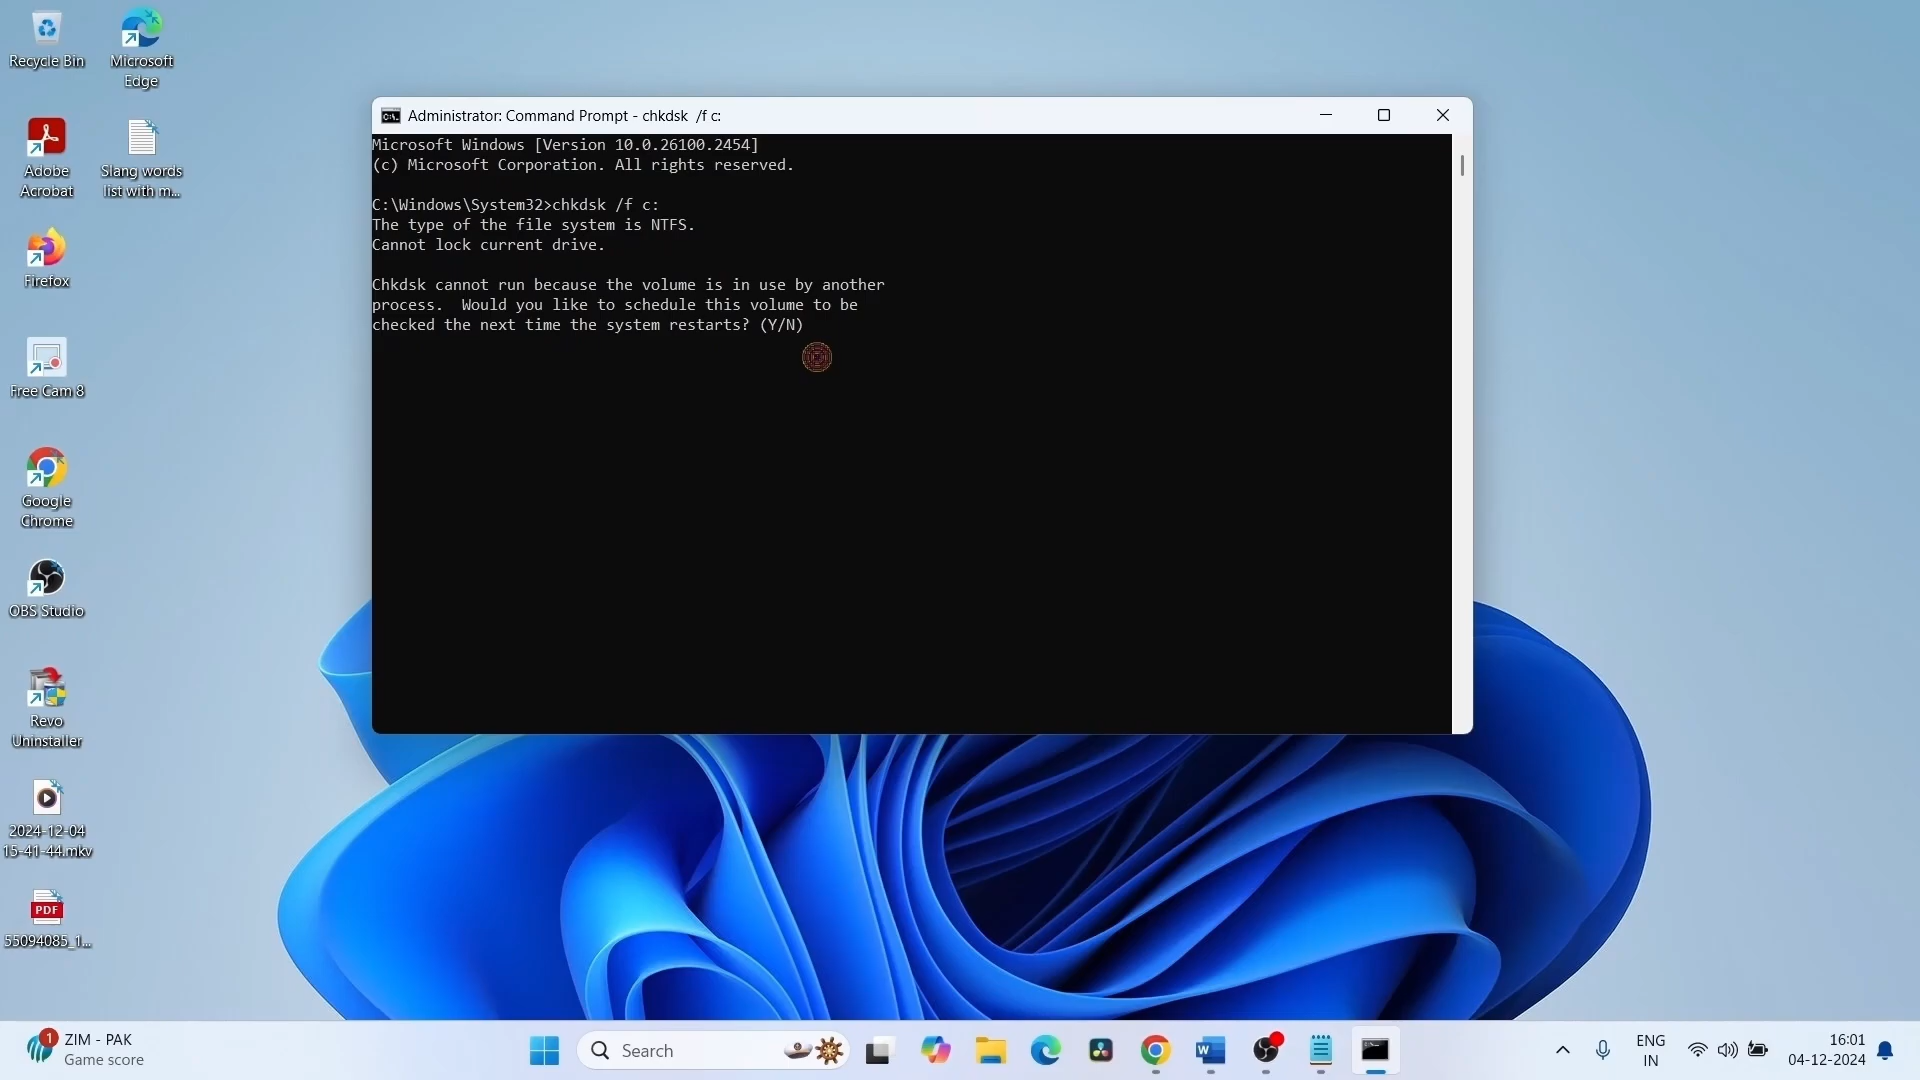 Recycle Bin
Microsoft
Edge
Adobe
Acrobat
Slang words
list with m...
Firefox
Free Cam 8
Google
Chrome
OBS Studio
Revo
Uninstaller
2024-12-04
15-41-44.mkv
PDF
55094085_1...
Administrator: Command Prompt - chkdsk  /f c:
Microsoft Windows [Version 10.0.26100.2454]
(c) Microsoft Corporation. All rights reserved.
C:\Windows\System32>chkdsk /f c:
The type of the file system is NTFS.
Cannot lock current drive.
Chkdsk cannot run because the volume is in use by another
process.  Would you like to schedule this volume to be
checked the next time the system restarts? (Y/N)
1
ZIM - PAK
Game score
Search
ENG
IN
16:01
04-12-2024